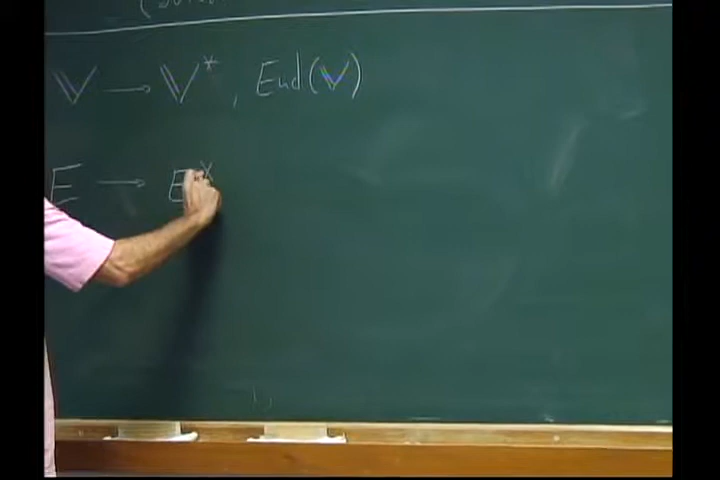 V → V* , End(V)
E → E*